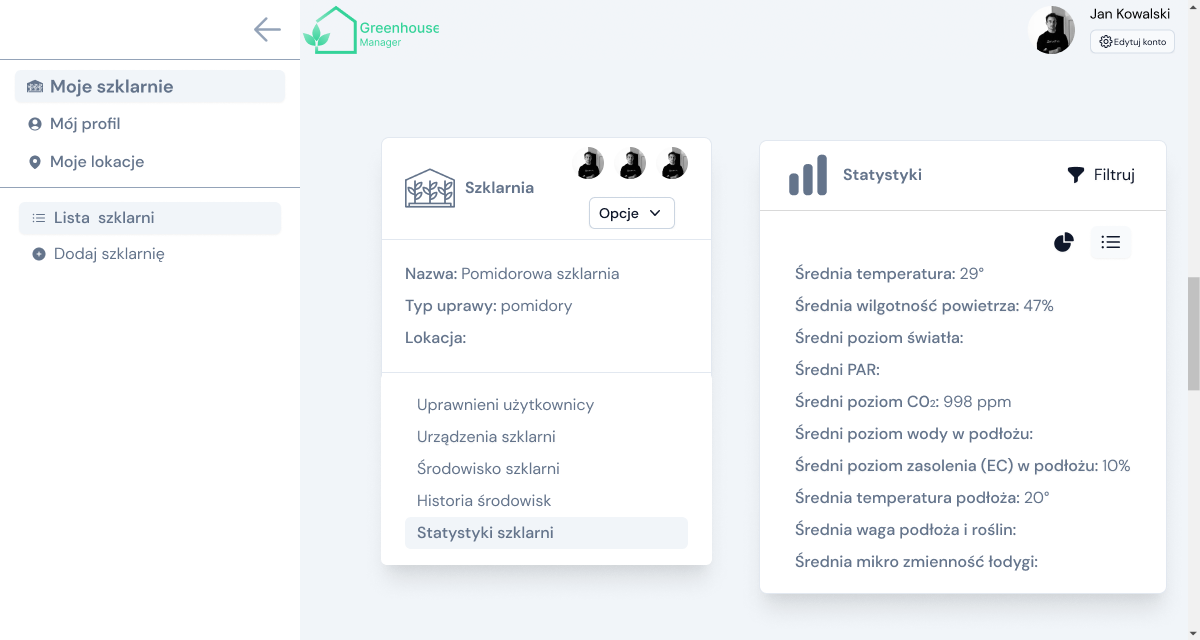 Greenhouse
Manager
Jan Kowalski
Edytuj konto
Moje szklarnie
Mój profil
Moje lokacje
Lista szklarni
Dodaj szklarnię
Szklarnia
Opcje
Nazwa: Pomidorowa szklarnia
Typ uprawy: pomidory
Lokacja:
Uprawnieni użytkownicy
Urządzenia szklarni
Środowisko szklarni
Historia środowisk
Statystyki szklarni
Statystyki
Filtruj
Średnia temperatura: 29°
Średnia wilgotność powietrza: 47%
Średni poziom światła:
Średni PAR:
Średni poziom C0₂: 998 ppm
Średni poziom wody w podłożu:
Średni poziom zasolenia (EC) w podłożu: 10%
Średnia temperatura podłoża: 20°
Średnia waga podłoża i roślin:
Średnia mikro zmienność łodygi: